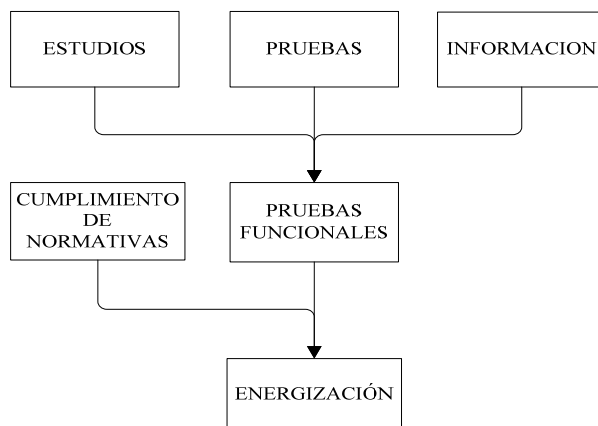 ESTUDIOS
PRUEBAS
INFORMACION
CUMPLIMIENTO
DE
NORMATIVAS
PRUEBAS
FUNCIONALES
ENERGIZACIÓN